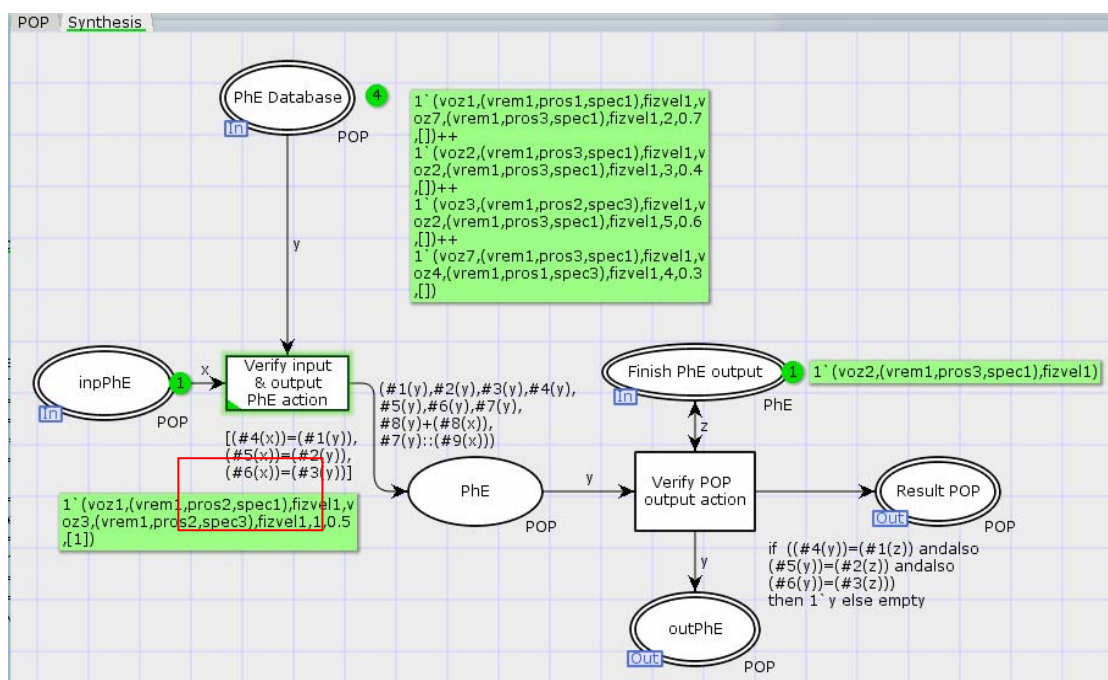 POP
Synthesis
PhE Database
4
In
POP
1`(voz1,(vrem1,pros1,spec1),fizvel1,v
oz7,(vrem1,pros3,spec1),fizvel1,2,0.7
,[])++
1`(voz2,(vrem1,pros3,spec1),fizvel1,v
oz2,(vrem1,pros3,spec1),fizvel1,3,0.4
,[])++
1`(voz3,(vrem1,pros2,spec3),fizvel1,v
oz2,(vrem1,pros3,spec1),fizvel1,5,0.6
,[])++
1`(voz7,(vrem1,pros3,spec1),fizvel1,v
oz4,(vrem1,pros1,spec3),fizvel1,4,0.3
,[])
y
inpPhE
1
In
POP
x
Verify input
& output
PhE action
[(#4(x))=(#1(y)),
(#5(x))=(#2(y)),
(#6(x))=(#3(y))]
1`(voz1,(vrem1,pros2,spec1),fizvel1,v
oz3,(vrem1,pros2,spec3),fizvel1,1,0.5
,[1])
(#1(y),#2(y),#3(y),#4(y),
#5(y),#6(y),#7(y),
#8(y)+(#8(x)),
#7(y)::(#9(x)))
PhE
POP
y
Finish PhE output
1
1`(voz2,(vrem1,pros3,spec1),fizvel1)
In
PhE
z
Verify POP
output action
Result POP
Out
POP
if ((#4(y))=(#1(z)) andalso
(#5(y))=(#2(z)) andalso
(#6(y))=(#3(z)))
then 1`y else empty
y
outPhE
Out
POP